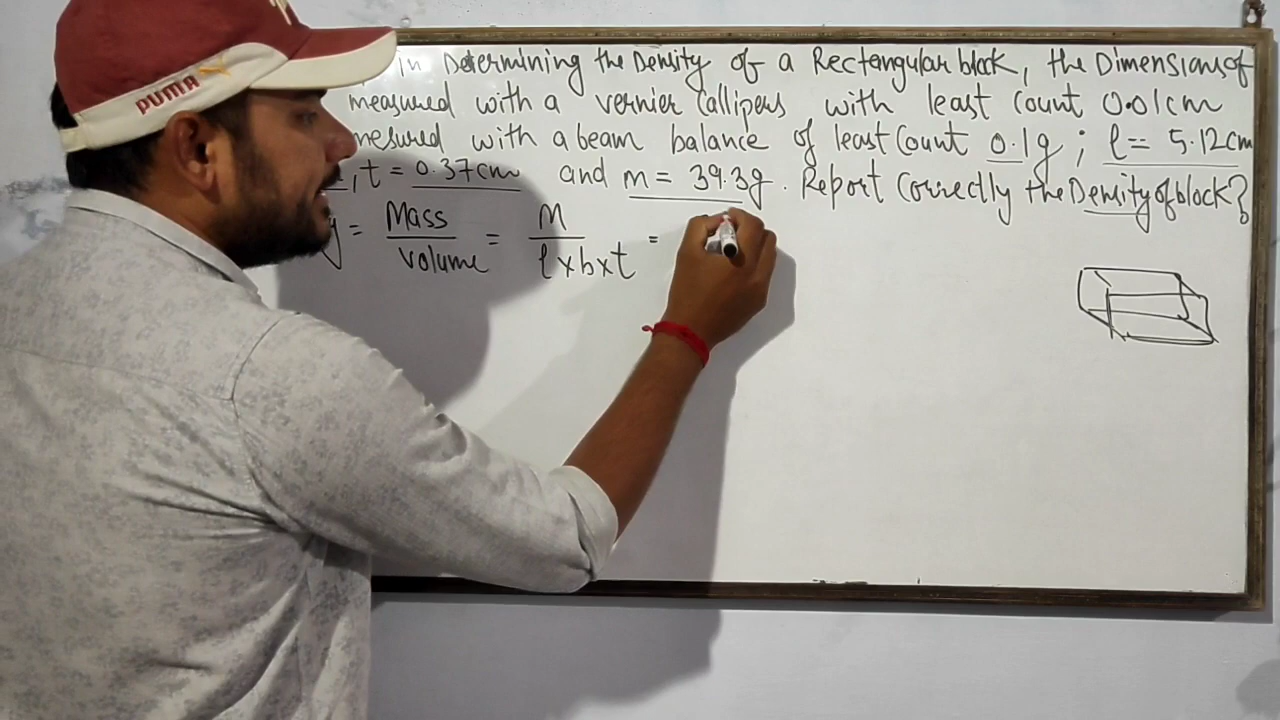 PUMA
in Determining the Density of a Rectangular block, the Dimensions of
measured with a vernier Callipers with least Count 0.01cm
mesured with a beam balance of least Count 0.1g ; l = 5.12cm
, t = 0.37cm and m = 39.3g . Report Correctly the Density of block?
y = Mass / volume = M / l×b×t =